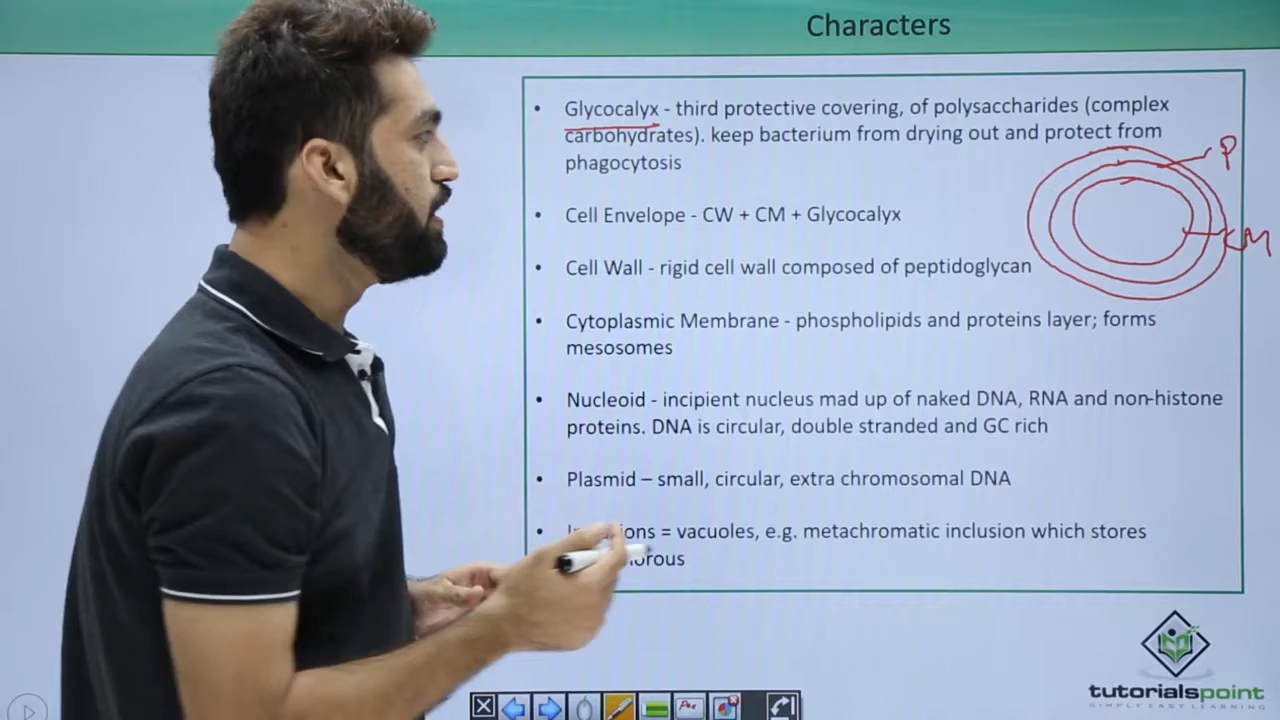 Characters
• Glycocalyx - third protective covering, of polysaccharides (complex
carbohydrates). keep bacterium from drying out and protect from
phagocytosis
P
• Cell Envelope - CW + CM + Glycocalyx
CM
• Cell Wall - rigid cell wall composed of peptidoglycan
• Cytoplasmic Membrane - phospholipids and proteins layer; forms
mesosomes
• Nucleoid - incipient nucleus mad up of naked DNA, RNA and non-histone
proteins. DNA is circular, double stranded and GC rich
• Plasmid – small, circular, extra chromosomal DNA
• = vacuoles, e.g. metachromatic inclusion which stores
tutorialspoint
SIMPLY EASY LEARNING
Pen